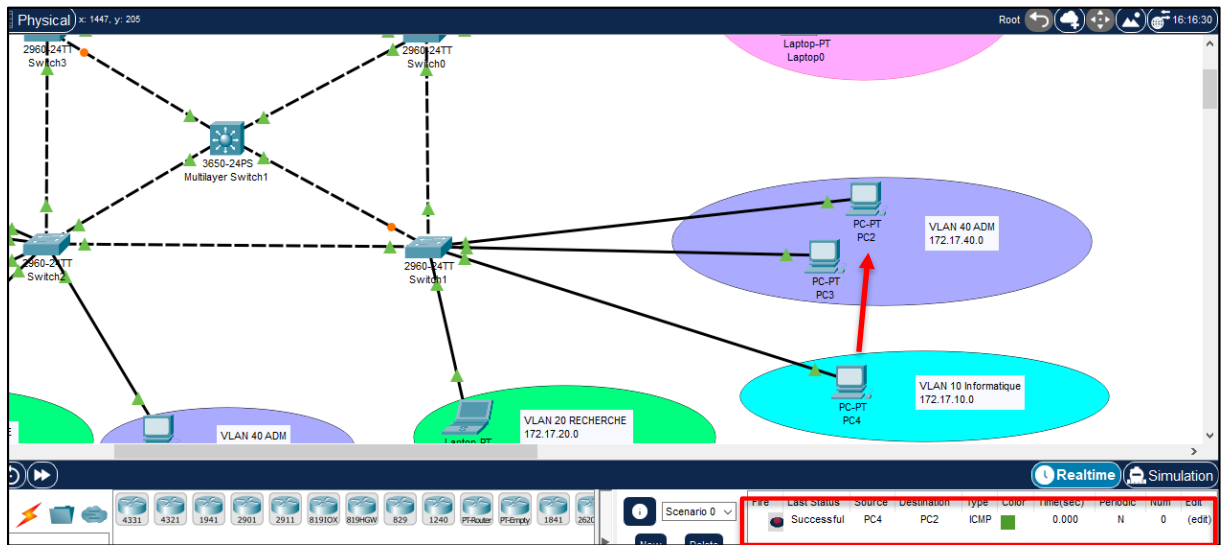 Physical x: 1447, y: 205
Root
16:16:30
2960-24TT
Switch3
2960-24TT
Switch0
Laptop-PT
Laptop0
3650-24PS
Multilayer Switch1
PC-PT
PC2
VLAN 40 ADM
172.17.40.0
2960-24TT
Switch2
2960-24TT
Switch1
PC-PT
PC3
VLAN 10 Informatique
172.17.10.0
PC-PT
PC4
VLAN 20 RECHERCHE
172.17.20.0
VLAN 40 ADM
Laptop-PT
E
Realtime
Simulation
4331 4321 1941 2901 2911 819IOX 819HGW 829 1240 PT-Router PT-Empty 1841 2620
Scenario 0
New Delete
Fire Last Status Source Destination Type Color Time(sec) Periodic Num Edit
Successful PC4 PC2 ICMP 0.000 N 0 (edit)